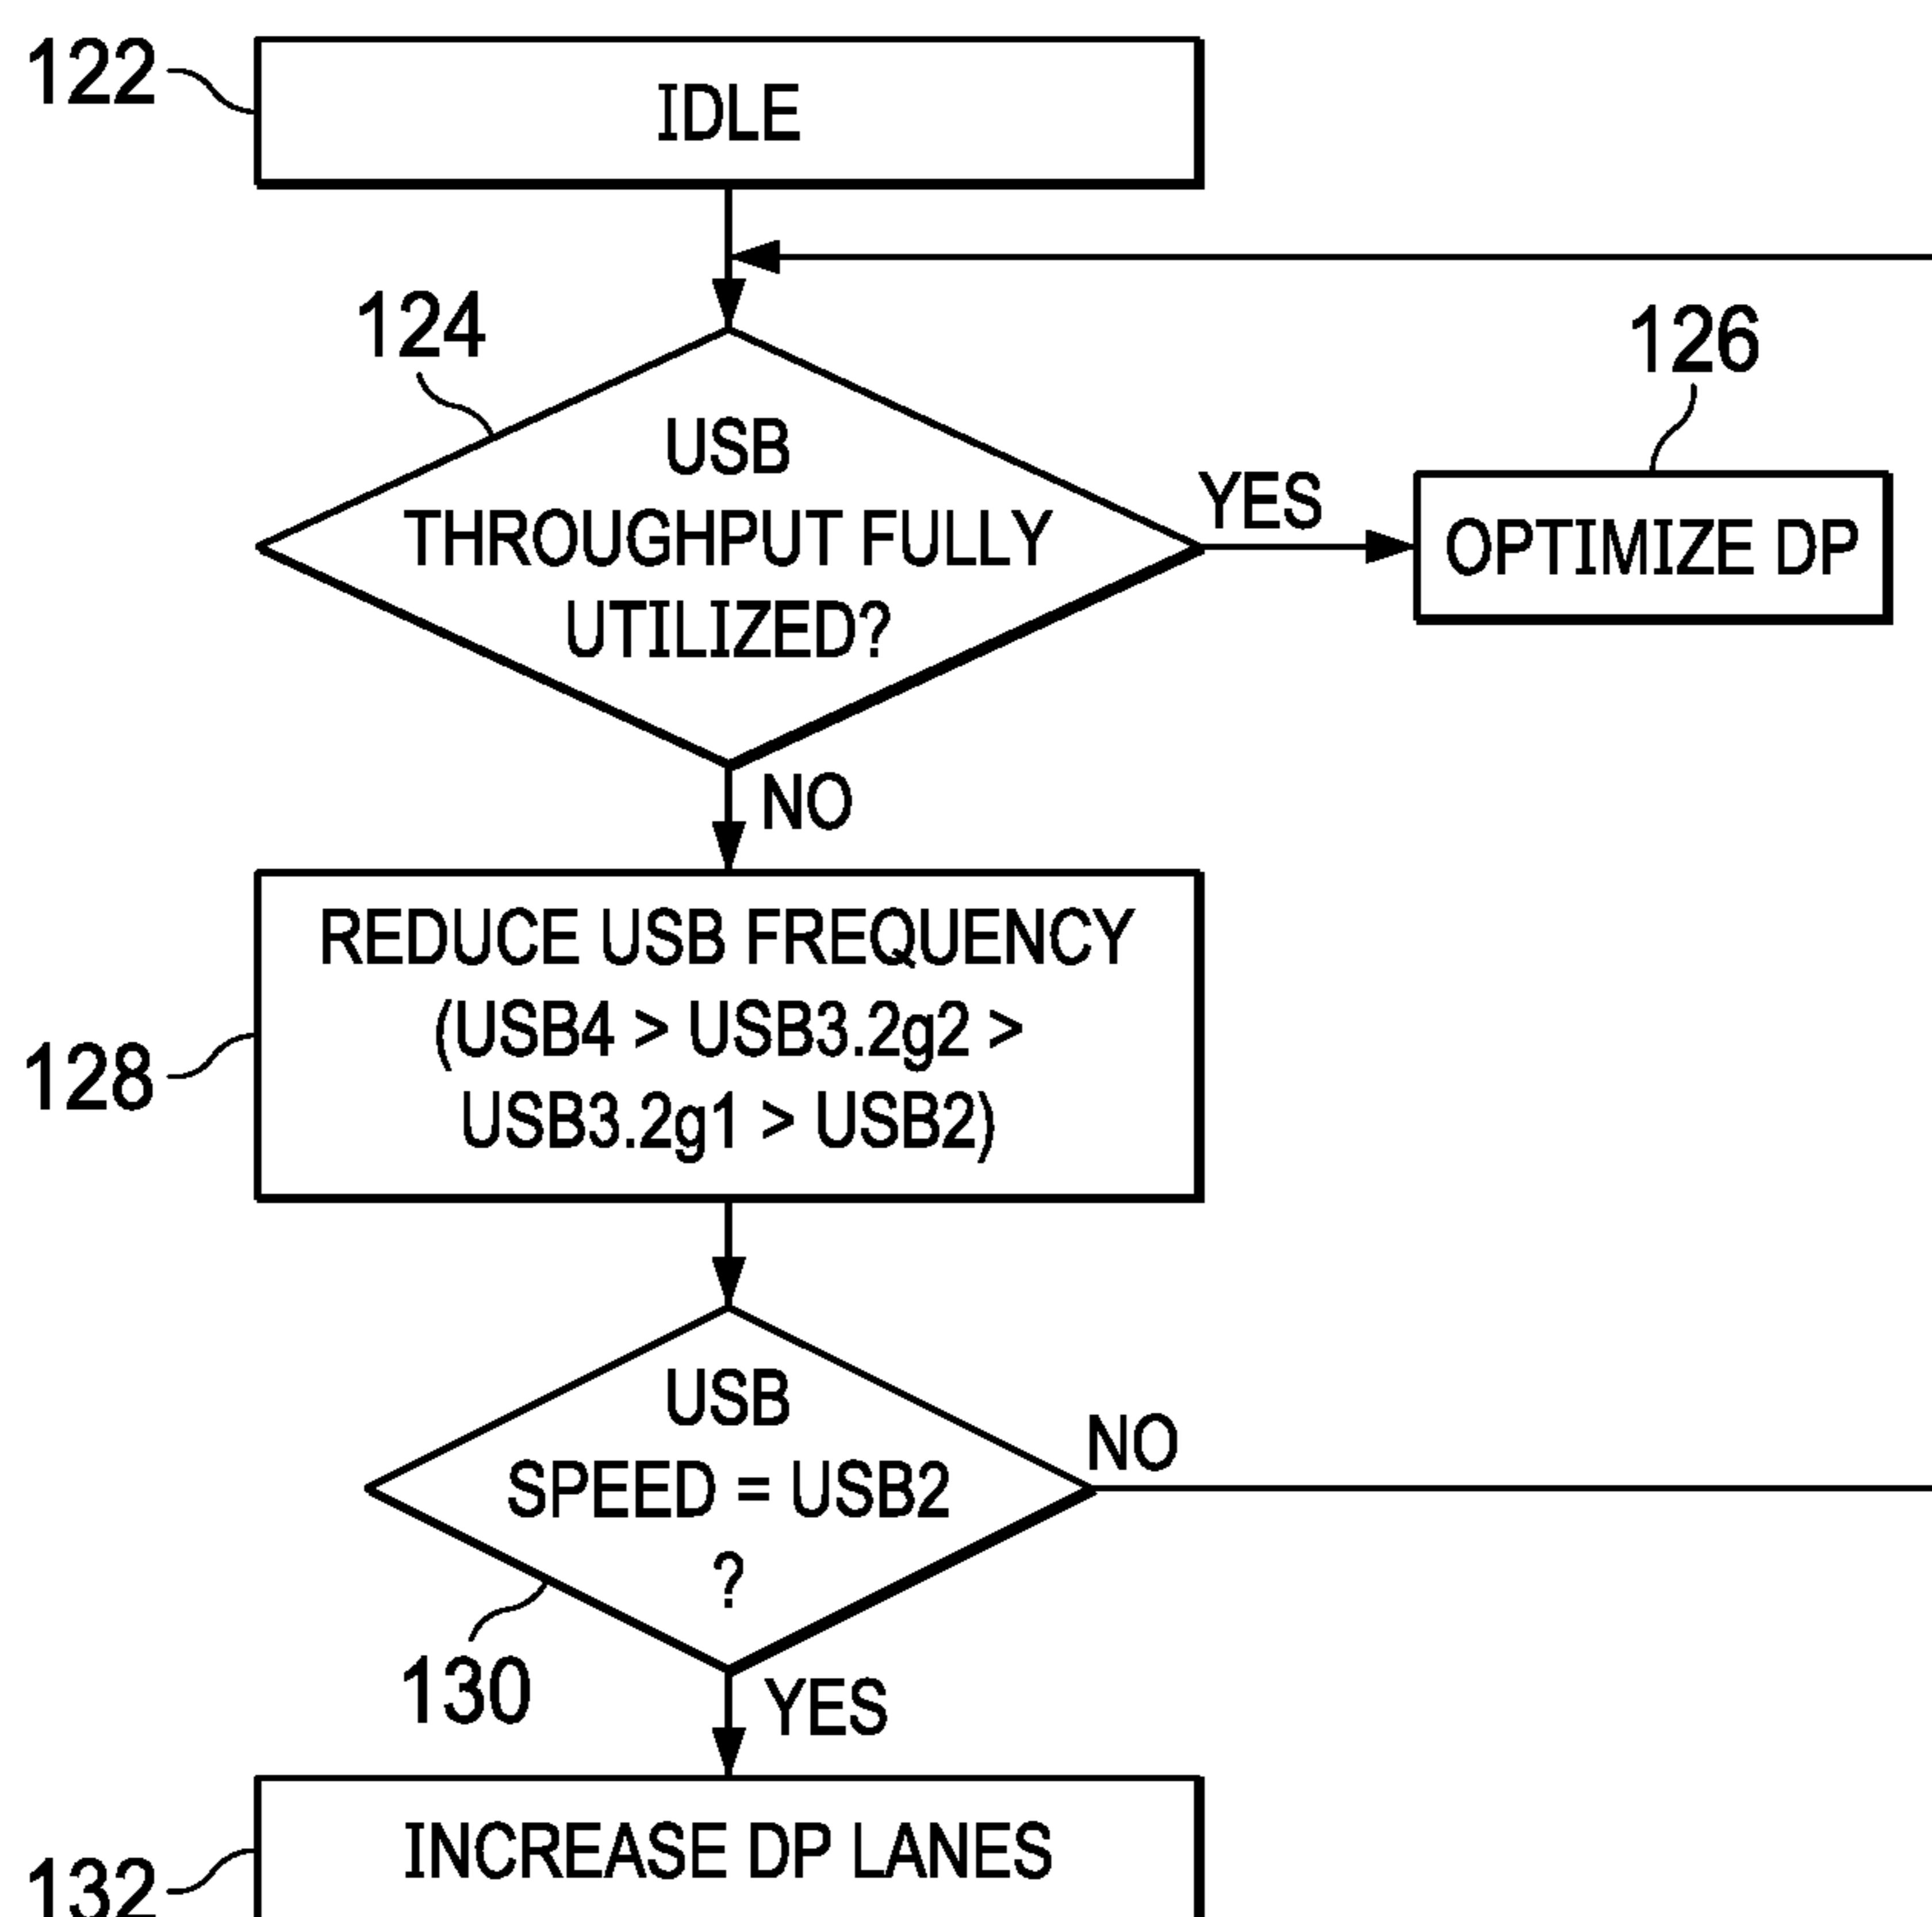 122
IDLE
124
126
USB
THROUGHPUT FULLY
UTILIZED?
YES
OPTIMIZE DP
NO
128
REDUCE USB FREQUENCY
(USB4 > USB3.2g2 >
USB3.2g1 > USB2)
USB
SPEED = USB2
?
NO
130
YES
132
INCREASE DP LANES